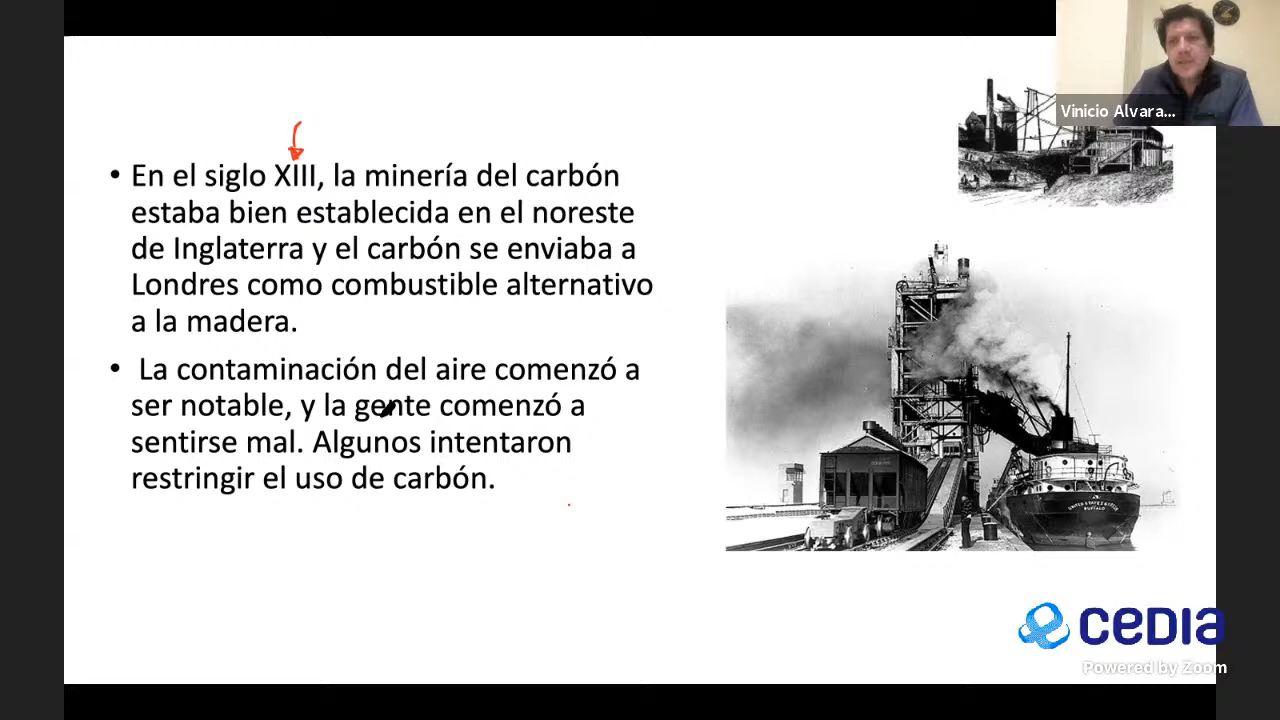 Vinicio Alvara...
• En el siglo XIII, la minería del carbón
estaba bien establecida en el noreste
de Inglaterra y el carbón se enviaba a
Londres como combustible alternativo
a la madera.
• La contaminación del aire comenzó a
ser notable, y la gente comenzó a
sentirse mal. Algunos intentaron
restringir el uso de carbón.
BUFFALO
CEDIA
Powered by Zoom